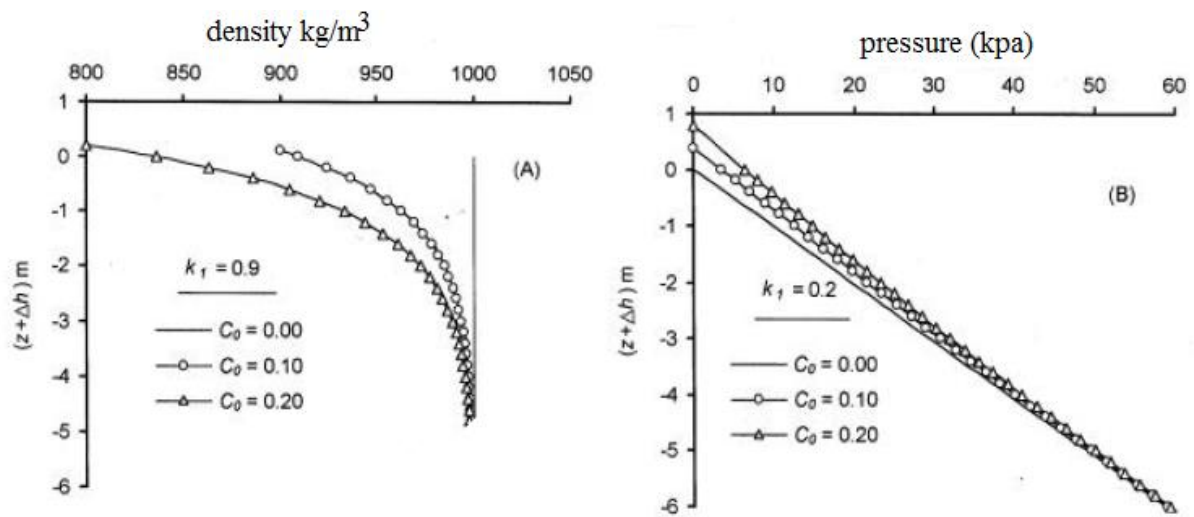 density kg/m³
800 850 900 950 1000 1050
1
0
-1
-2
-3
-4
-5
-6
(z + Δh) m
(A)
k₁ = 0.9
C₀ = 0.00
C₀ = 0.10
C₀ = 0.20
pressure (kpa)
0 10 20 30 40 50 60
1
0
-1
-2
-3
-4
-5
-6
(z + Δh) m
(B)
k₁ = 0.2
C₀ = 0.00
C₀ = 0.10
C₀ = 0.20